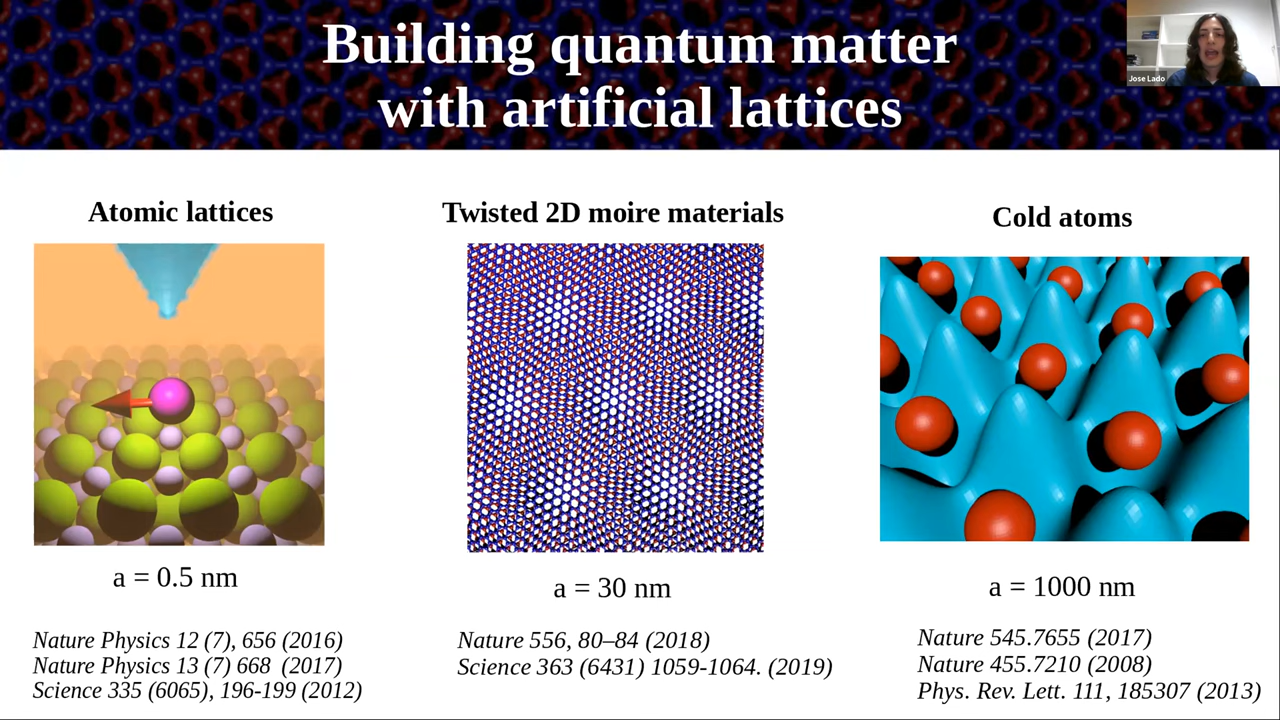 Building quantum matter
with artificial lattices
Jose Lado
Atomic lattices
Twisted 2D moire materials
Cold atoms
a = 0.5 nm
a = 30 nm
a = 1000 nm
Nature Physics 12 (7), 656 (2016)
Nature Physics 13 (7) 668 (2017)
Science 335 (6065), 196-199 (2012)
Nature 556, 80–84 (2018)
Science 363 (6431) 1059-1064. (2019)
Nature 545.7655 (2017)
Nature 455.7210 (2008)
Phys. Rev. Lett. 111, 185307 (2013)